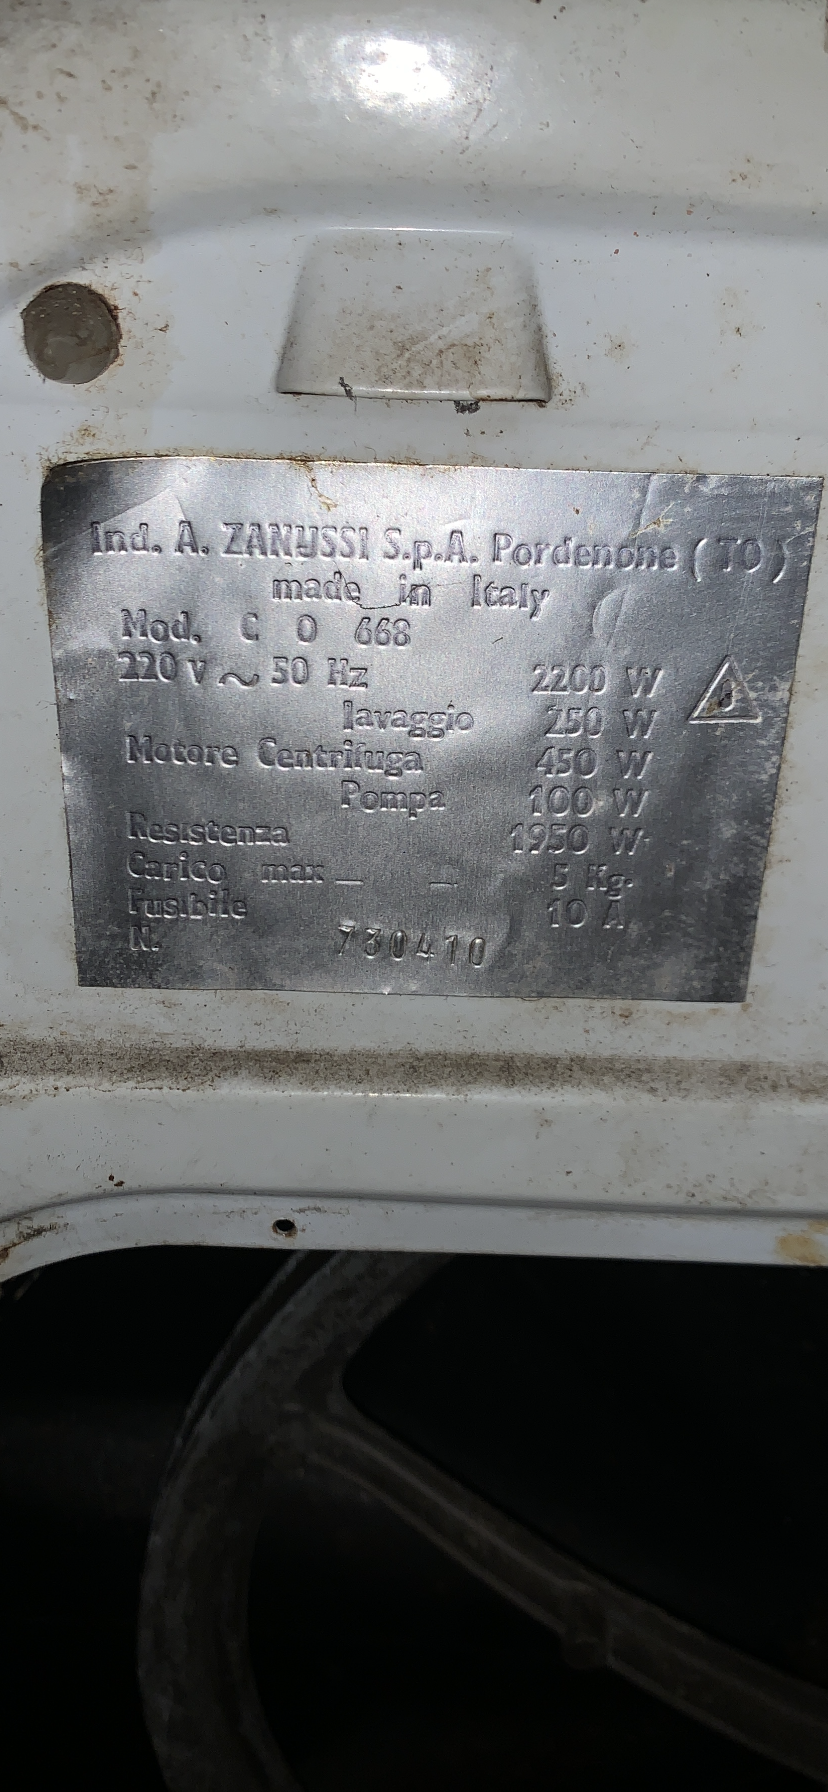 Ind. A. ZANUSSI S.p.A. Pordenone ( TO )
made in Italy
Mod. C O 668
220 v ~ 50 Hz 2200 W
lavaggio 250 W
Motore Centrifuga 450 W
Pompa 100 W
Resistenza 1950 W.
Carico max _ _ 5 Kg.
Fusibile 10 A
N. 730410